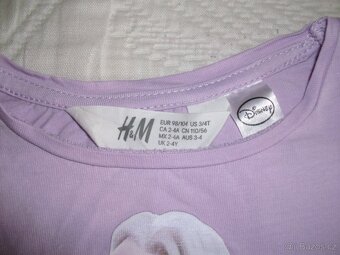 H&M
EUR 98/104 US 3/4T
CA 2-4A CN 110/56
MX 2-4A AUS 3-4
UK 2-4Y
Disney